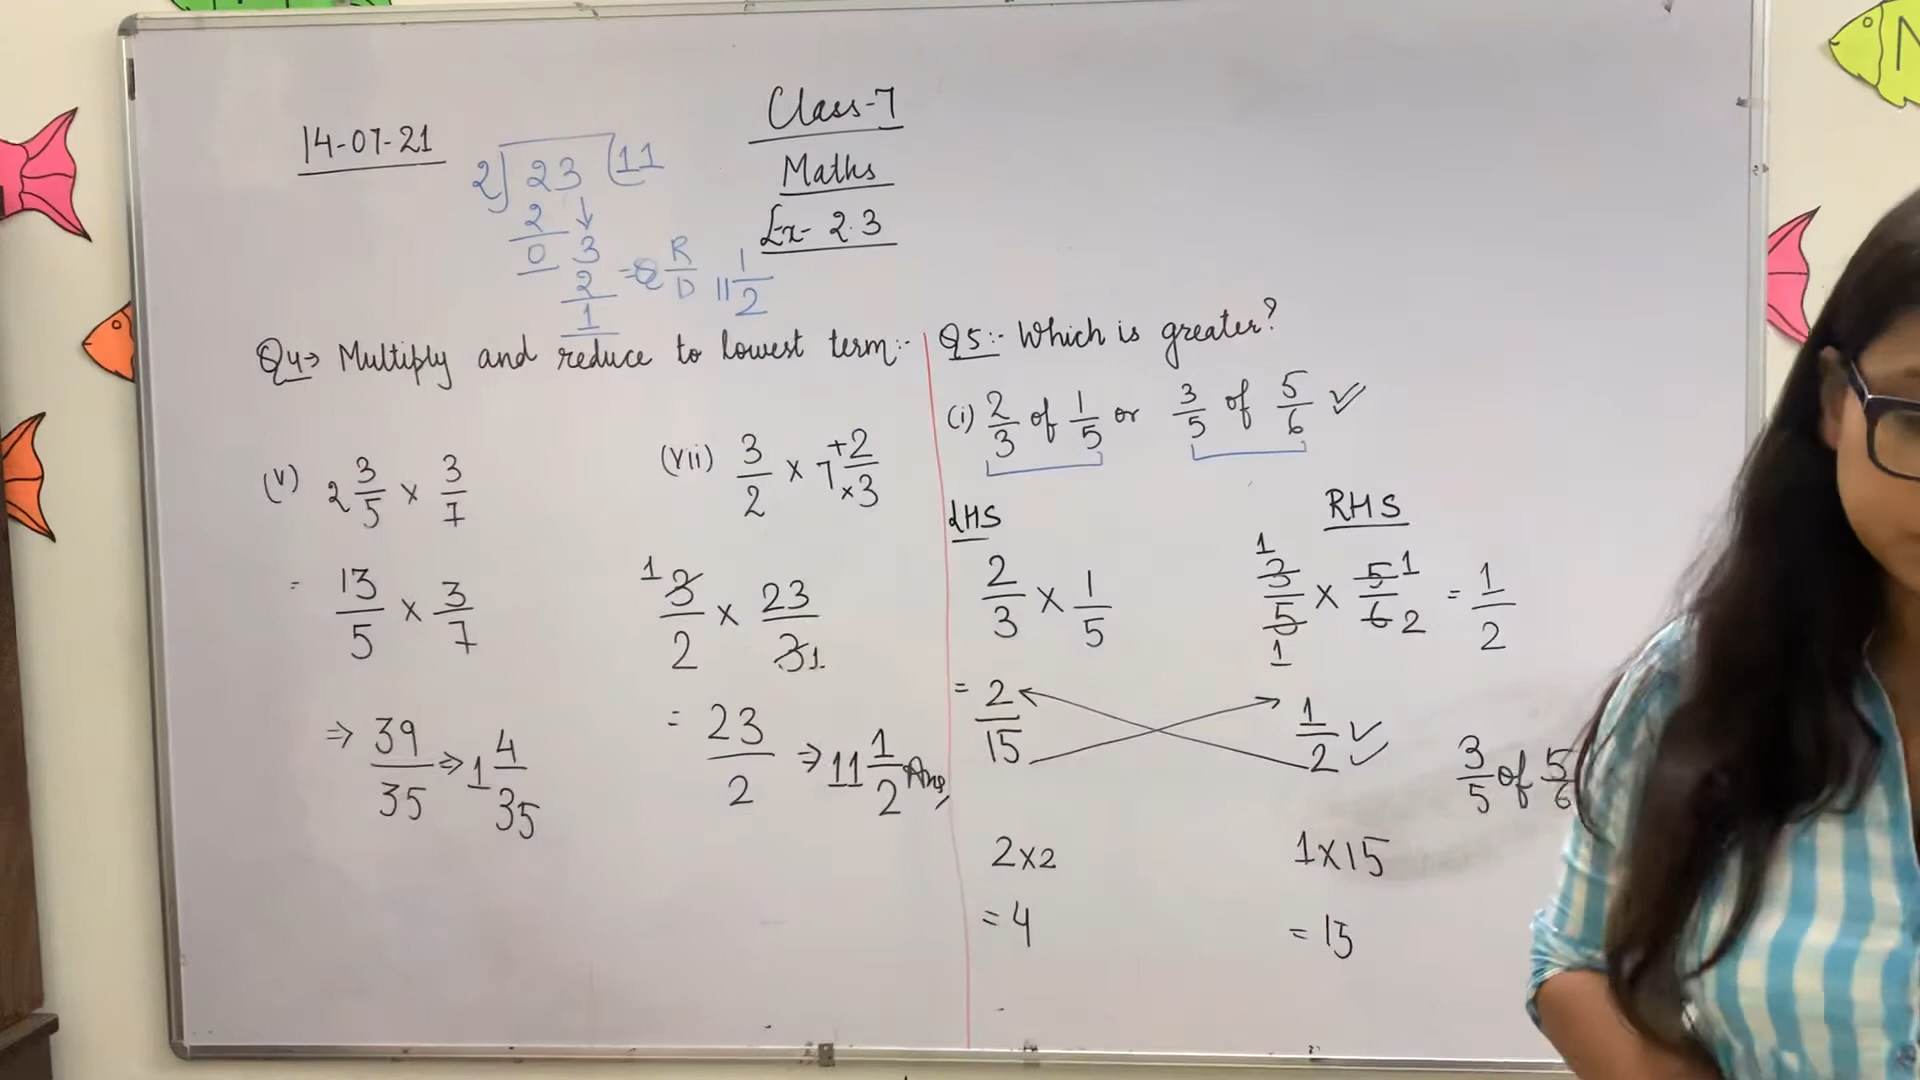 14-07-21
Class-7
Maths
Ex- 2.3
2 ) 23 ( 11
2
0 3
2
1
= Q R/D 11 1/2
Q4→ Multiply and reduce to lowest term:-
(v) 2 3/5 × 3/7
= 13/5 × 3/7
⇒ 39/35 ⇒ 1 4/35
(vii) 3/2 × 7 +2/×3
1 3/2 × 23/3 1
= 23/2 ⇒ 11 1/2 Ans,
Q5:- Which is greater?
(i) 2/3 of 1/5 or 3/5 of 5/6 ✓
LHS
2/3 × 1/5
= 2/15
2×2
= 4
RHS
1 3/5 1 × 5/6 1 2 = 1/2
1/2 ✓✓
3/5 of 5/6
1×15
= 15
N